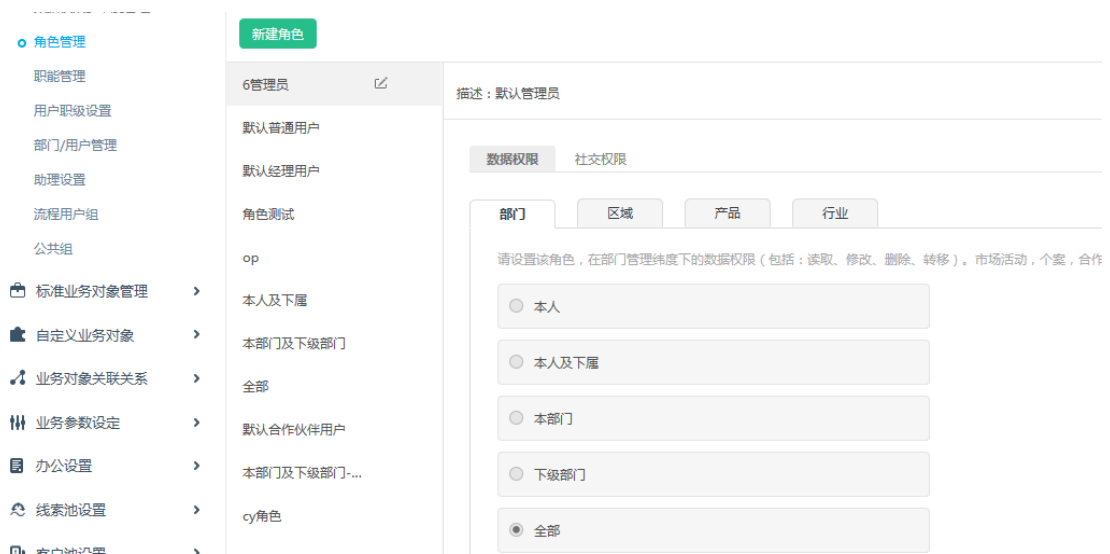 角色管理
职能管理
用户职级设置
部门/用户管理
助理设置
流程用户组
公共组
标准业务对象管理
自定义业务对象
业务对象关联关系
业务参数设定
办公设置
线索池设置
客户池设置
新建角色
6管理员
默认普通用户
默认经理用户
角色测试
op
本人及下属
本部门及下级部门
全部
默认合作伙伴用户
本部门及下级部门-...
cy角色
描述：默认管理员
数据权限 社交权限
部门 区域 产品 行业
请设置该角色，在部门管理纬度下的数据权限（包括：读取、修改、删除、转移）。市场活动，个案，合作
本人
本人及下属
本部门
下级部门
全部